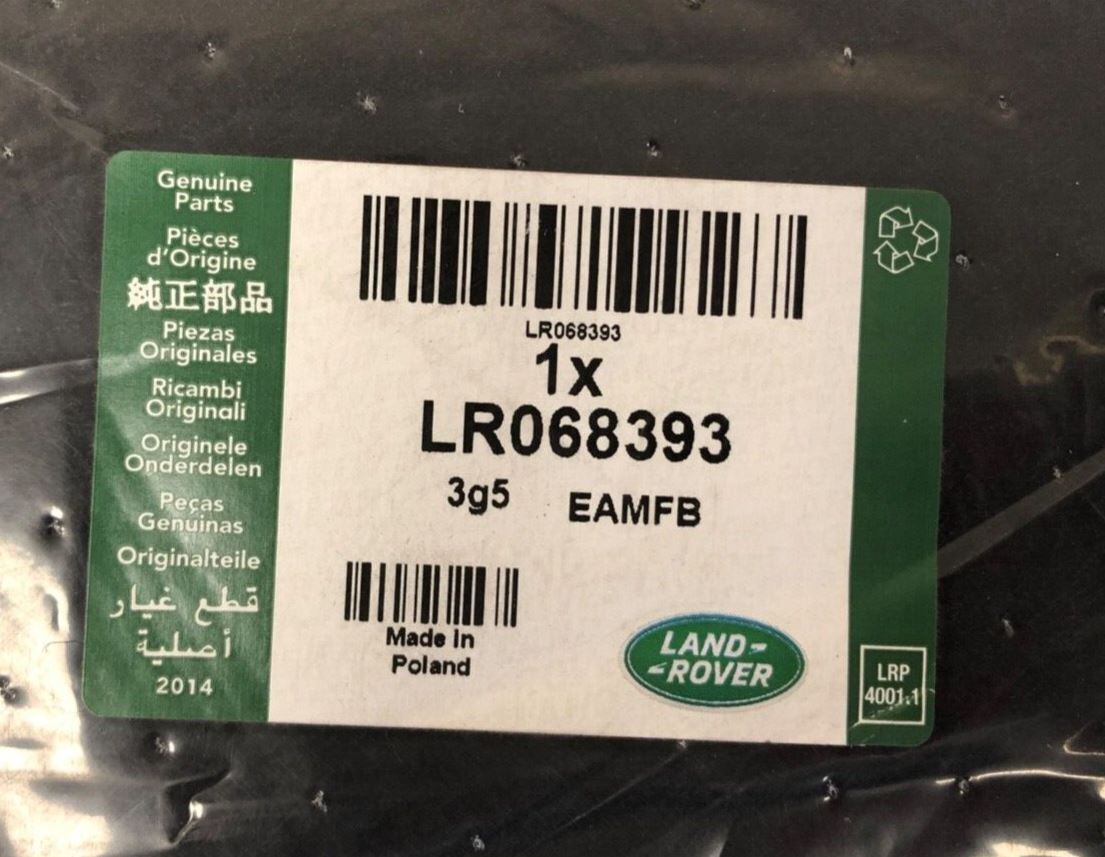 Genuine
Parts
Pièces
d'Origine
純正部品
Piezas
Originales
Ricambi
Originali
Originele
Onderdelen
Peças
Genuinas
Originalteile
قطع غيار
أصلية
2014
LR068393
1x
LR068393
3g5 EAMFB
Made In
Poland
LAND-
-ROVER
LRP
4001.1